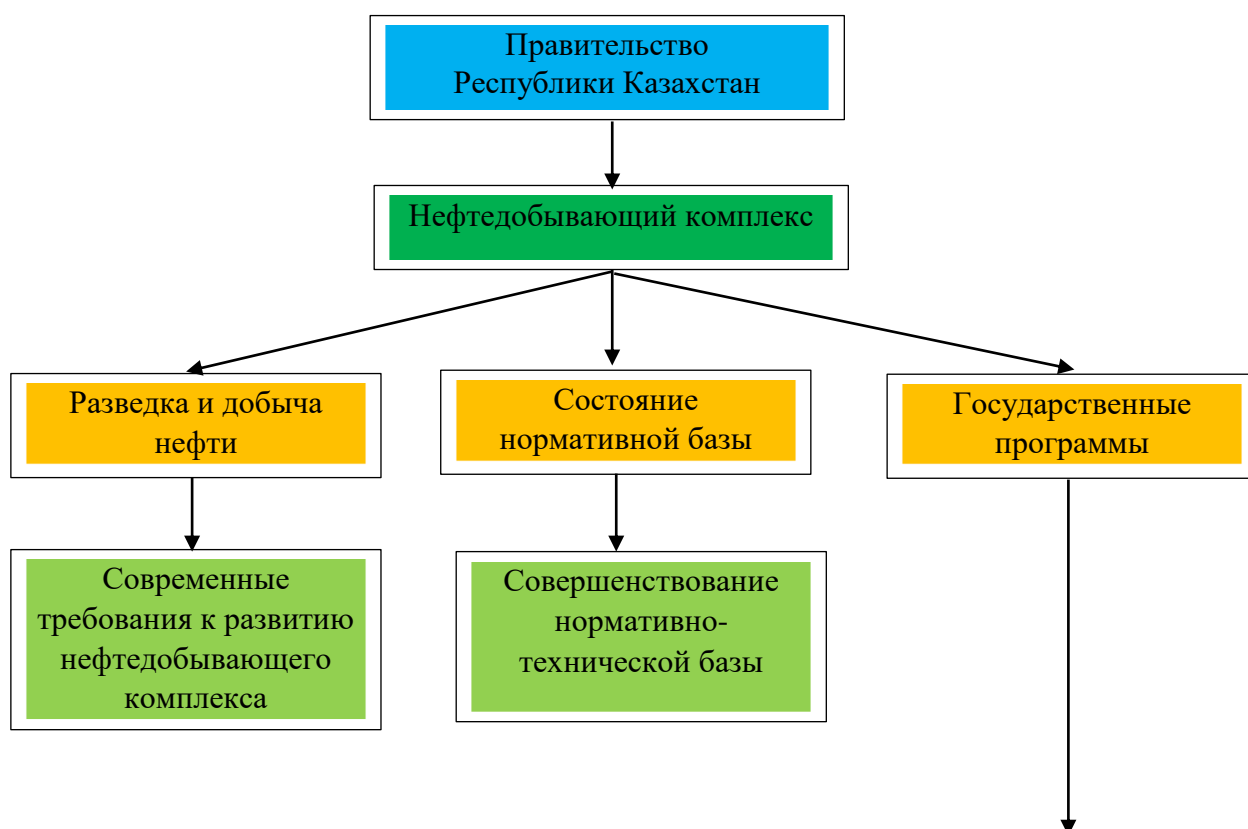 Правительство
Республики Казахстан
Нефтедобывающий комплекс
Разведка и добыча
нефти
Состояние
нормативной базы
Государственные
программы
Современные
требования к развитию
нефтедобывающего
комплекса
Совершенствование
нормативно-
технической базы